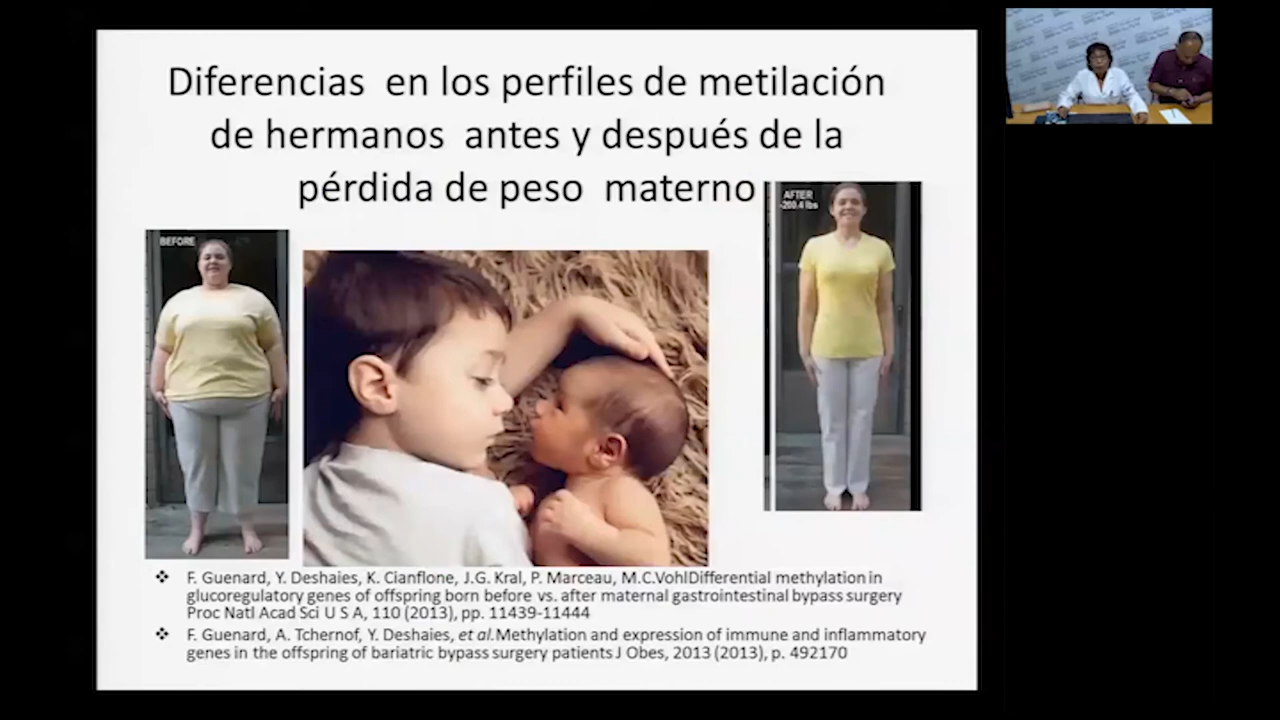 Diferencias en los perfiles de metilación
de hermanos antes y después de la
pérdida de peso materno
AFTER
-200.4 lbs
BEFORE
❖ F. Guenard, Y. Deshaies, K. Cianflone, J.G. Kral, P. Marceau, M.C.VohlDifferential methylation in
glucoregulatory genes of offspring born before vs. after maternal gastrointestinal bypass surgery
Proc Natl Acad Sci U S A, 110 (2013), pp. 11439-11444
❖ F. Guenard, A. Tchernof, Y. Deshaies, et al.Methylation and expression of immune and inflammatory
genes in the offspring of bariatric bypass surgery patients J Obes, 2013 (2013), p. 492170